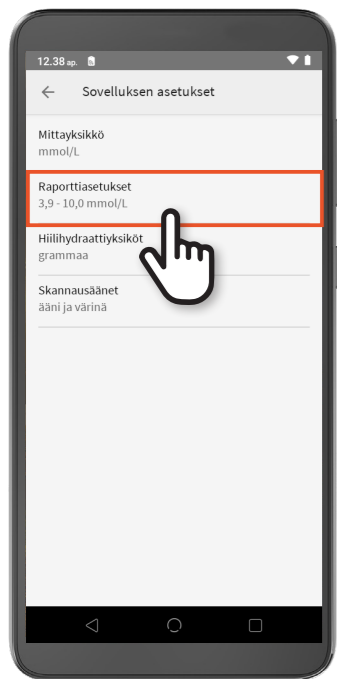 12.38 ap.
Sovelluksen asetukset
Mittayksikkö
mmol/L
Raporttiasetukset
3,9 - 10,0 mmol/L
Hiilihydraattiyksiköt
grammaa
Skannausäänet
ääni ja värinä